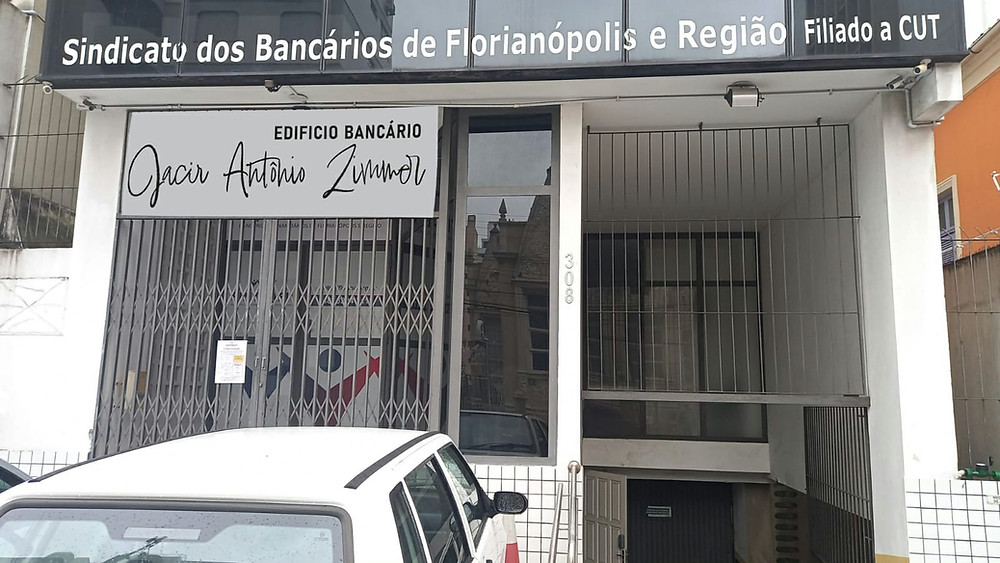 Sindicato dos Bancários de Florianópolis e Região Filiado a CUT
EDIFICIO BANCÁRIO
Jacir Antônio Zimmer
308